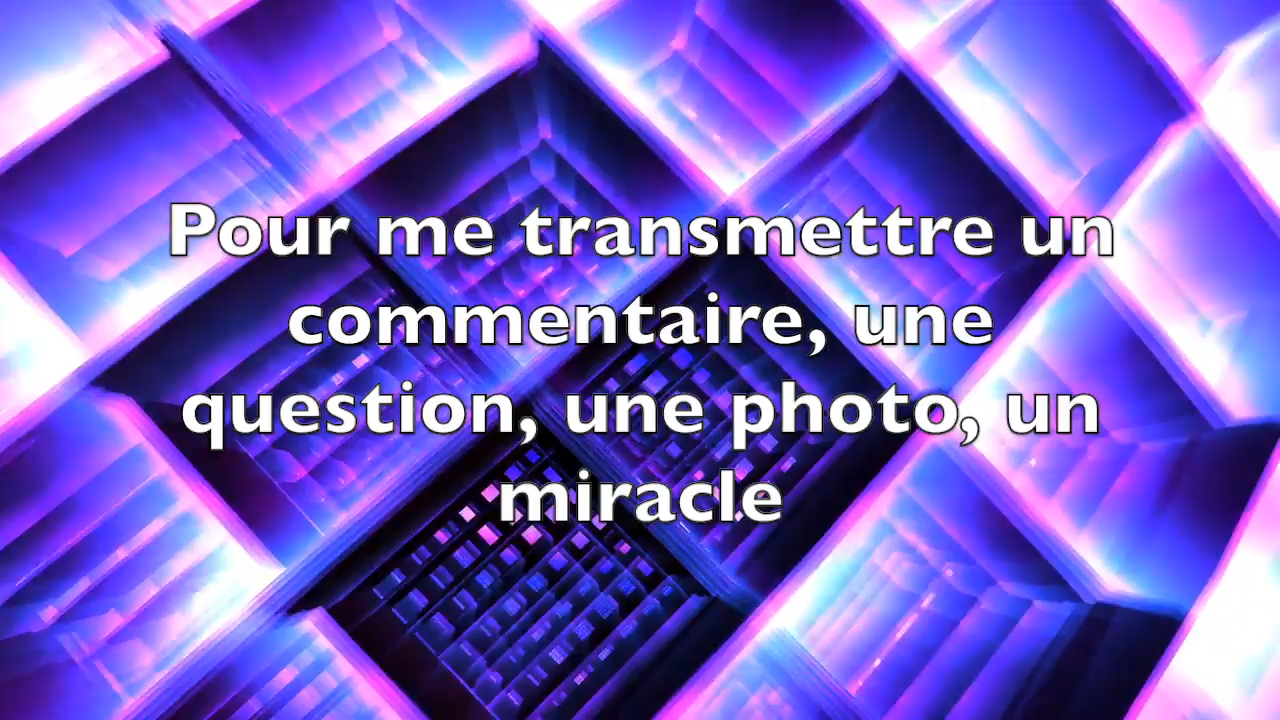 Pour me transmettre un
commentaire, une
question, une photo, un
miracle